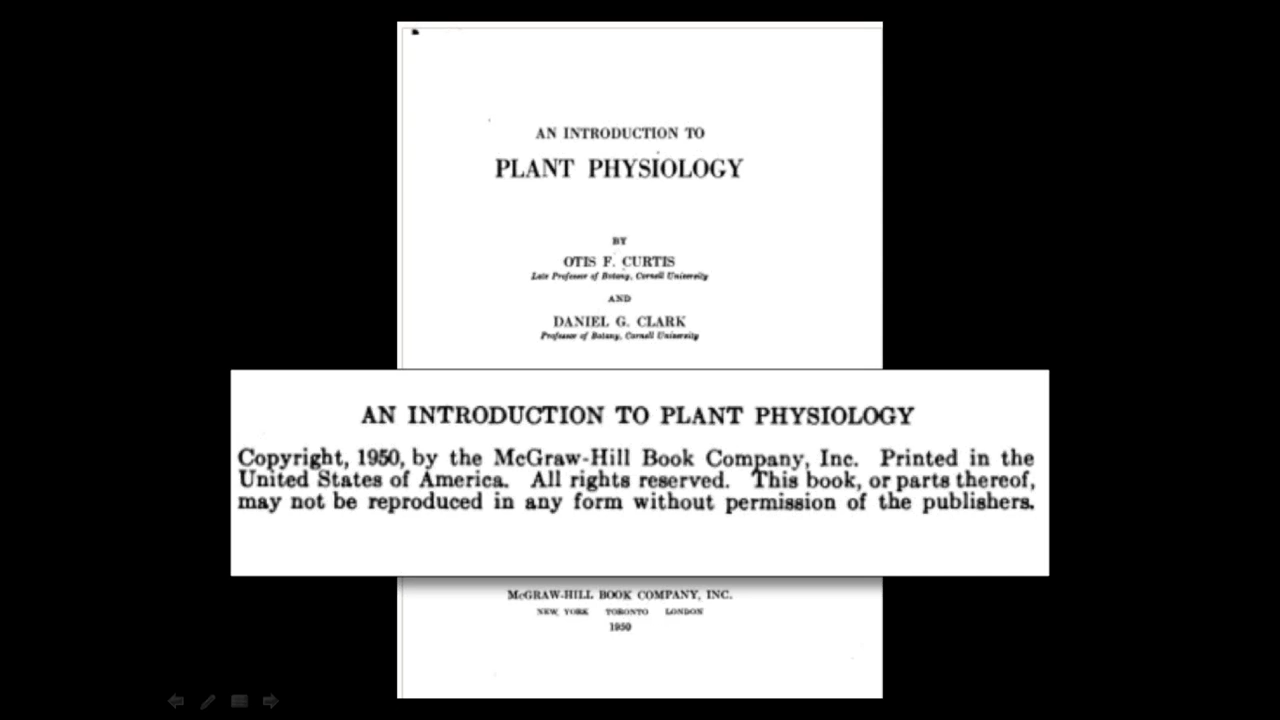 AN INTRODUCTION TO
PLANT PHYSIOLOGY
BY
OTIS F. CURTIS
Late Professor of Botany, Cornell University
AND
DANIEL G. CLARK
Professor of Botany, Cornell University
AN INTRODUCTION TO PLANT PHYSIOLOGY
Copyright, 1950, by the McGraw-Hill Book Company, Inc. Printed in the
United States of America. All rights reserved. This book, or parts thereof,
may not be reproduced in any form without permission of the publishers.
McGRAW-HILL BOOK COMPANY, INC.
NEW YORK TORONTO LONDON
1950